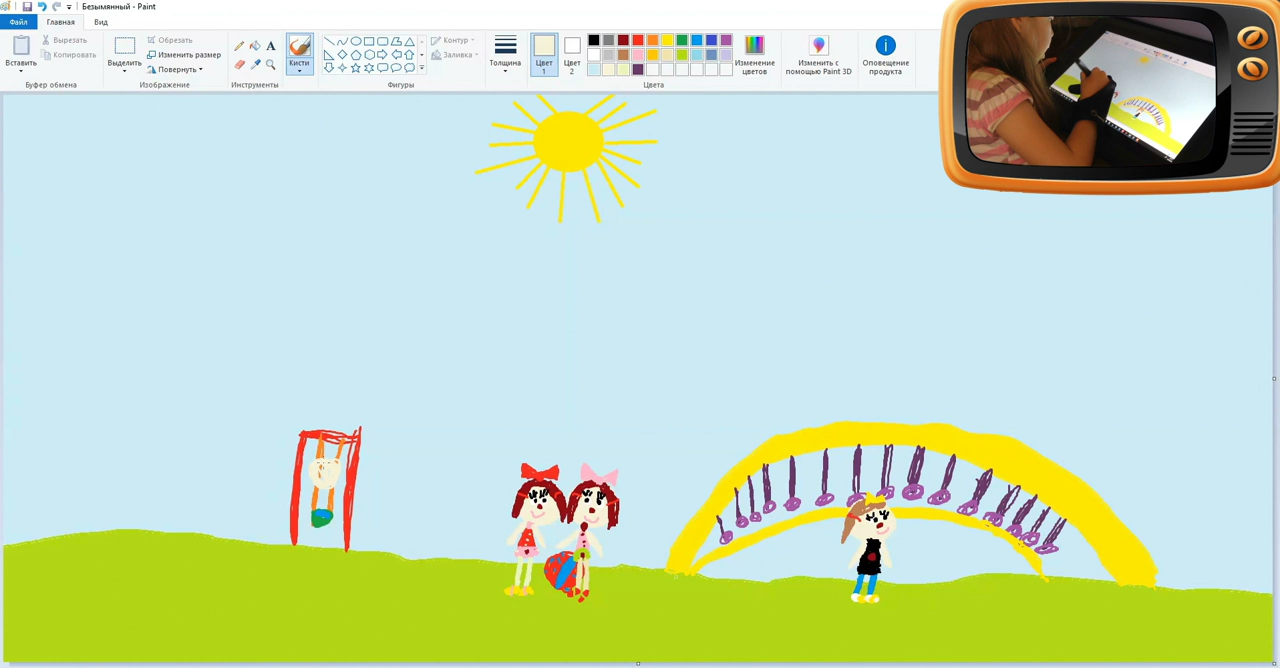 Безымянный - Paint
Файл Главная Вид
Вставить
Вырезать
Копировать
Буфер обмена
Выделить
Обрезать
Изменить размер
Повернуть
Изображение
A
Инструменты
Кисти
Контур
Заливка
Фигуры
Толщина
Цвет 1
Цвет 2
Изменение цветов
Цвета
Изменить с помощью Paint 3D
Оповещение продукта